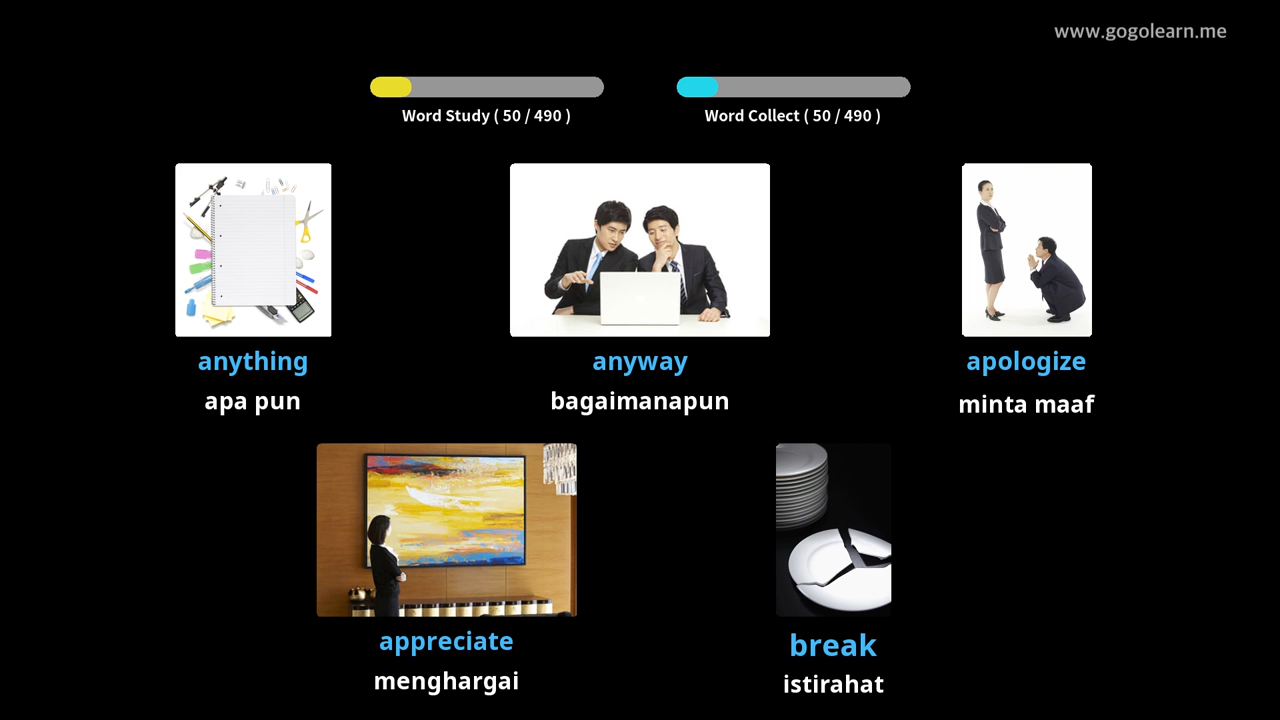 www.gogolearn.me
Word Study ( 50 / 490 )
Word Collect ( 50 / 490 )
anything
apa pun
anyway
bagaimanapun
apologize
minta maaf
appreciate
menghargai
break
istirahat